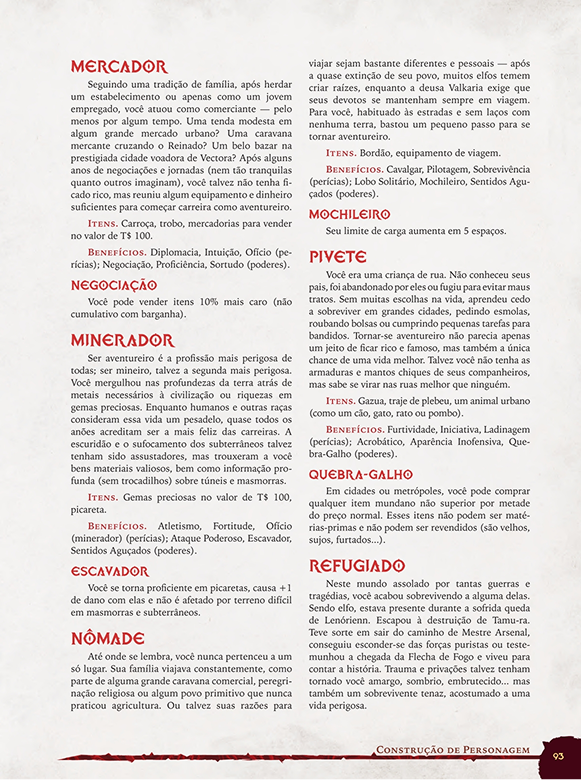 MERCADOR
Seguindo uma tradição de família, após herdar
um estabelecimento ou apenas como um jovem
empregado, você atuou como comerciante — pelo
menos por algum tempo. Uma tenda modesta em
algum grande mercado urbano? Uma caravana
mercante cruzando o Reinado? Um belo bazar na
prestigiada cidade voadora de Vectora? Após alguns
anos de negociações e jornadas (nem tão tranquilas
quanto outros imaginam), você talvez não tenha fi-
cado rico, mas reuniu algum equipamento e dinheiro
suficientes para começar carreira como aventureiro.
ITENS. Carroça, trobo, mercadorias para vender
no valor de T$ 100.
BENEFÍCIOS. Diplomacia, Intuição, Ofício (pe-
rícias); Negociação, Proficiência, Sortudo (poderes).
NEGOCIAÇÃO
Você pode vender itens 10% mais caro (não
cumulativo com barganha).
MINERADOR
Ser aventureiro é a profissão mais perigosa de
todas; ser mineiro, talvez a segunda mais perigosa.
Você mergulhou nas profundezas da terra atrás de
metais necessários à civilização ou riquezas em
gemas preciosas. Enquanto humanos e outras raças
consideram essa vida um pesadelo, quase todos os
anões acreditam ser a mais feliz das carreiras. A
escuridão e o sufocamento dos subterrâneos talvez
tenham sido assustadores, mas trouxeram a você
bens materiais valiosos, bem como informação pro-
funda (sem trocadilhos) sobre túneis e masmorras.
ITENS. Gemas preciosas no valor de T$ 100,
picareta.
BENEFÍCIOS. Atletismo, Fortitude, Ofício
(minerador) (perícias); Ataque Poderoso, Escavador,
Sentidos Aguçados (poderes).
ESCAVADOR
Você se torna proficiente em picaretas, causa +1
de dano com elas e não é afetado por terreno difícil
em masmorras e subterrâneos.
NÔMADE
Até onde se lembra, você nunca pertenceu a um
só lugar. Sua família viajava constantemente, como
parte de alguma grande caravana comercial, peregri-
nação religiosa ou algum povo primitivo que nunca
praticou agricultura. Ou talvez suas razões para
viajar sejam bastante diferentes e pessoais — após
a quase extinção de seu povo, muitos elfos temem
criar raízes, enquanto a deusa Valkaria exige que
seus devotos se mantenham sempre em viagem.
Para você, habituado às estradas e sem laços com
nenhuma terra, bastou um pequeno passo para se
tornar aventureiro.
ITENS. Bordão, equipamento de viagem.
BENEFÍCIOS. Cavalgar, Pilotagem, Sobrevivência
(perícias); Lobo Solitário, Mochileiro, Sentidos Agu-
çados (poderes).
MOCHILEIRO
Seu limite de carga aumenta em 5 espaços.
PIVETE
Você era uma criança de rua. Não conheceu seus
pais, foi abandonado por eles ou fugiu para evitar maus
tratos. Sem muitas escolhas na vida, aprendeu cedo
a sobreviver em grandes cidades, pedindo esmolas,
roubando bolsas ou cumprindo pequenas tarefas para
bandidos. Tornar-se aventureiro não parecia apenas
um jeito de ficar rico e famoso, mas também a única
chance de uma vida melhor. Talvez você não tenha as
armaduras e mantos chiques de seus companheiros,
mas sabe se virar nas ruas melhor que ninguém.
ITENS. Gazua, traje de plebeu, um animal urbano
(como um cão, gato, rato ou pombo).
BENEFÍCIOS. Furtividade, Iniciativa, Ladinagem
(perícias); Acrobático, Aparência Inofensiva, Que-
bra-Galho (poderes).
QUEBRA-GALHO
Em cidades ou metrópoles, você pode comprar
qualquer item mundano não superior por metade
do preço normal. Esses itens não podem ser maté-
rias-primas e não podem ser revendidos (são velhos,
sujos, furtados...).
REFUGIADO
Neste mundo assolado por tantas guerras e
tragédias, você acabou sobrevivendo a alguma delas.
Sendo elfo, estava presente durante a sofrida queda
de Lenórienn. Escapou à destruição de Tamu-ra.
Teve sorte em sair do caminho de Mestre Arsenal,
conseguiu esconder-se das forças puristas ou teste-
munhou a chegada da Flecha de Fogo e viveu para
contar a história. Trauma e privações talvez tenham
tornado você amargo, sombrio, embrutecido... mas
também um sobrevivente tenaz, acostumado a uma
vida perigosa.
CONSTRUÇÃO DE PERSONAGEM
93